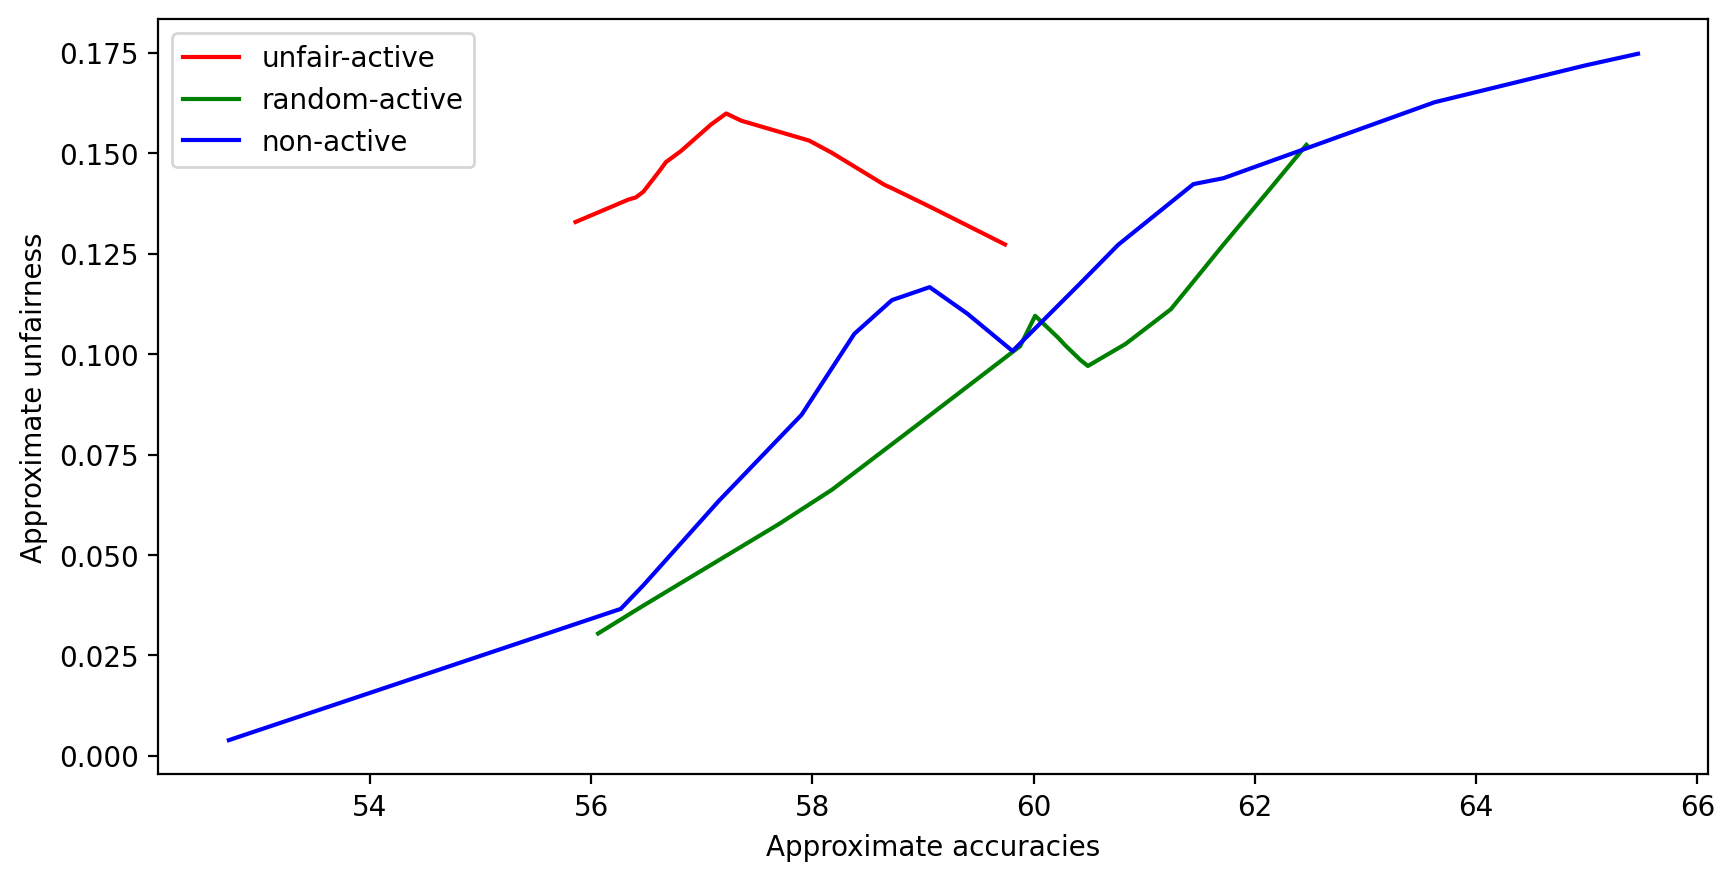 unfair-active
random-active
non-active
0.175
0.150
0.125
0.100
0.075
0.050
0.025
0.000
Approximate unfairness
54 56 58 60 62 64 66
Approximate accuracies